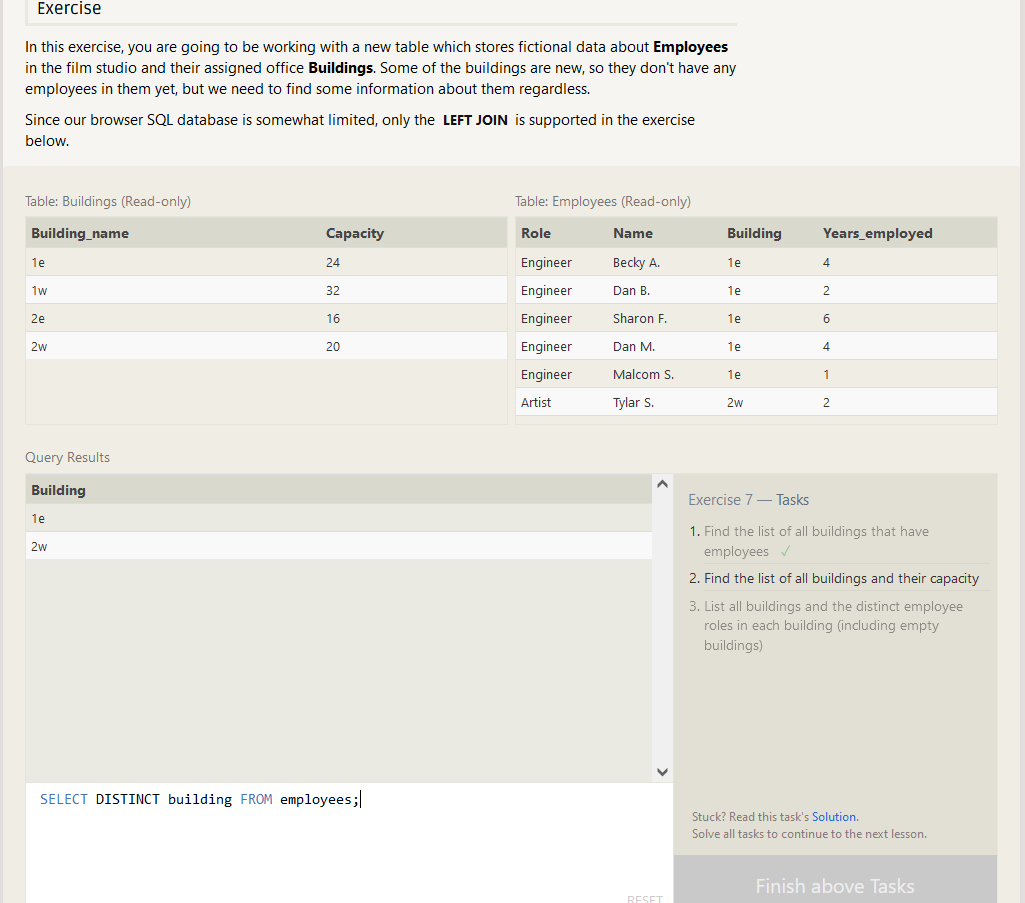 Exercise
In this exercise, you are going to be working with a new table which stores fictional data about Employees
in the film studio and their assigned office Buildings. Some of the buildings are new, so they don't have any
employees in them yet, but we need to find some information about them regardless.
Since our browser SQL database is somewhat limited, only the LEFT JOIN is supported in the exercise
below.
Table: Buildings (Read-only)
Building_name Capacity
1e 24
1w 32
2e 16
2w 20
Table: Employees (Read-only)
Role Name Building Years_employed
Engineer Becky A. 1e 4
Engineer Dan B. 1e 2
Engineer Sharon F. 1e 6
Engineer Dan M. 1e 4
Engineer Malcom S. 1e 1
Artist Tylar S. 2w 2
Query Results
Building
1e
2w
SELECT DISTINCT building FROM employees;
RESET
Exercise 7 — Tasks
1. Find the list of all buildings that have
employees ✓
2. Find the list of all buildings and their capacity
3. List all buildings and the distinct employee
roles in each building (including empty
buildings)
Stuck? Read this task's Solution.
Solve all tasks to continue to the next lesson.
Finish above Tasks